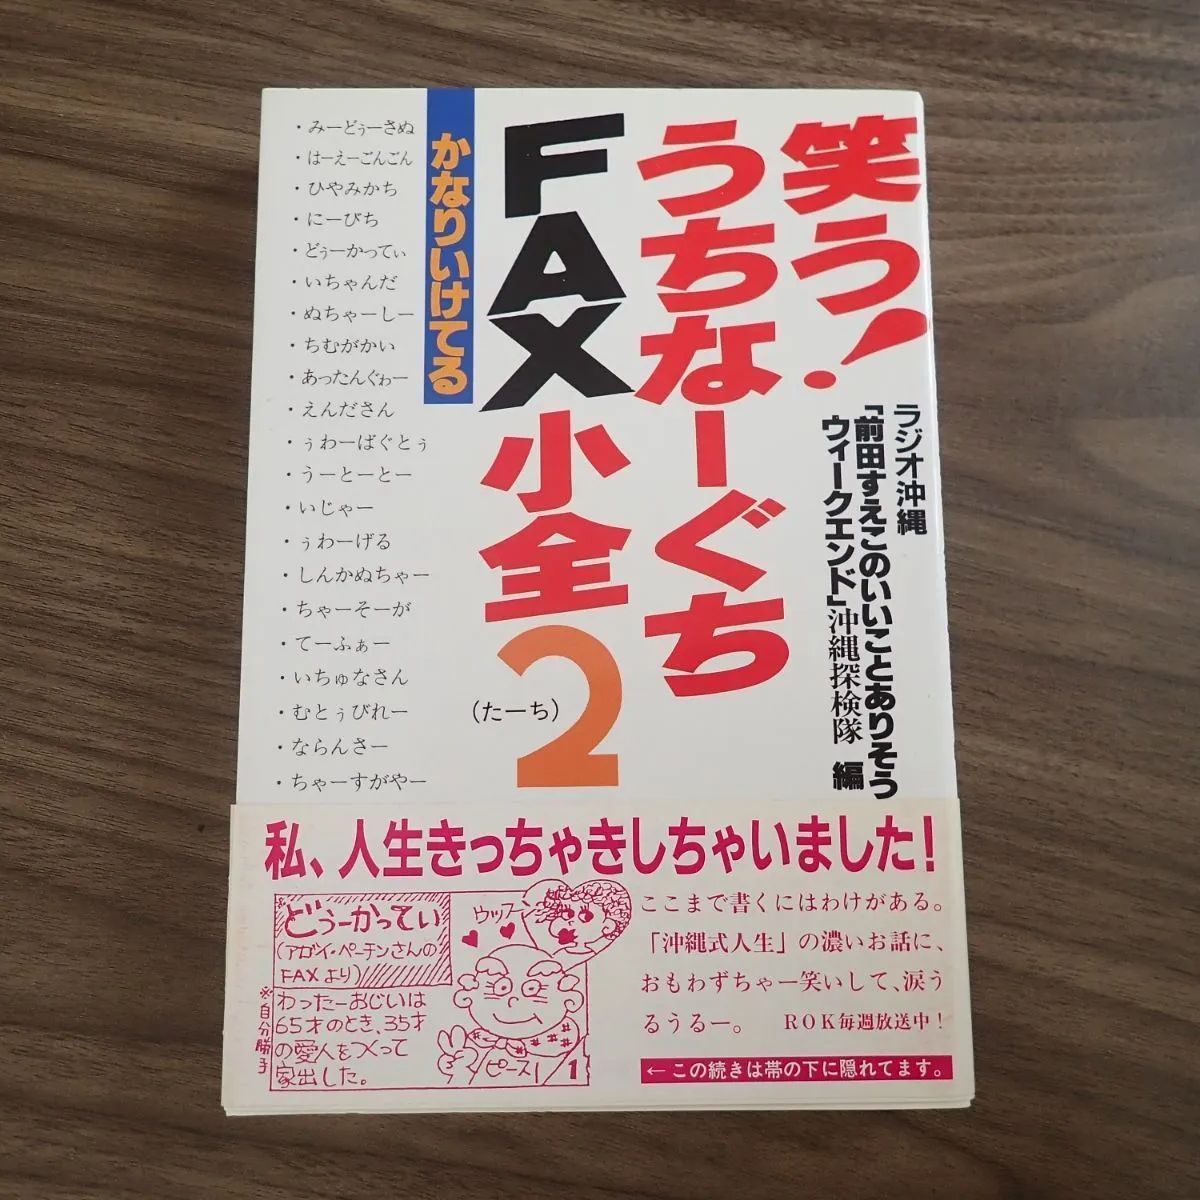 笑う!
うちなーぐち
FAX小全2
(たーち)
ラジオ沖縄
「前田すえこのいいことありそう
ウィークエンド」沖縄探検隊 編
かなりいけてる
・みーどぅーさぬ
・はーえーごんごん
・ひやみかち
・にーびち
・どぅーかってぃ
・いちゃんだ
・ぬちゃーしー
・ちむがかい
・あったんぐゎー
・えんださん
・ぅわーばぐとぅ
・うーとーとー
・いじゃー
・ぅわーげる
・しんかぬちゃー
・ちゃーそーが
・てーふぁー
・いちゅなさん
・むとぅびれー
・ならんさー
・ちゃーすがやー
私、人生きっちゃきしちゃいました!
どぅーかってぃ
(アガイ・ペーチンさんの
FAXより)
※自分勝手
わったーおじいは
65才のとき、35才
の愛人をつくって
家出した。
ウッフーン
ピース!
1
ここまで書くにはわけがある。
「沖縄式人生」の濃いお話に、
おもわずちゃー笑いして、涙う
るうるー。 ROK毎週放送中!
←この続きは帯の下に隠れてます。